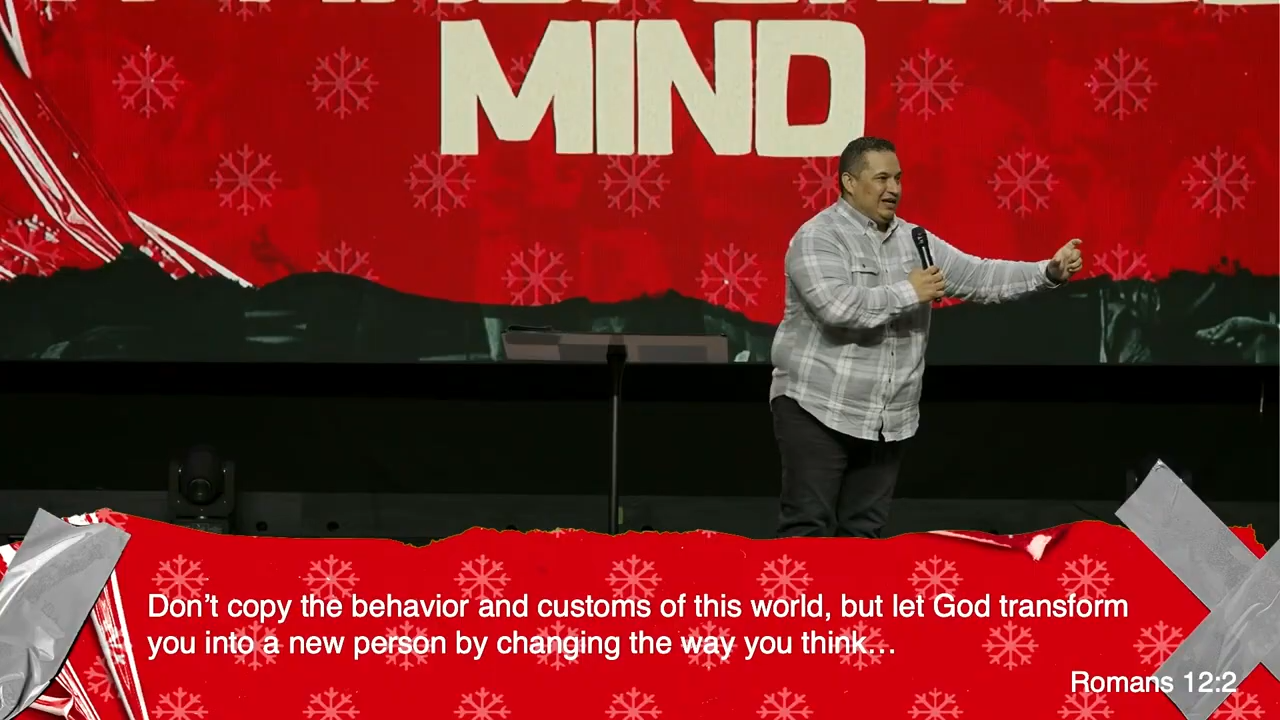 MIND
Don’t copy the behavior and customs of this world, but let God transform
you into a new person by changing the way you think…
Romans 12:2